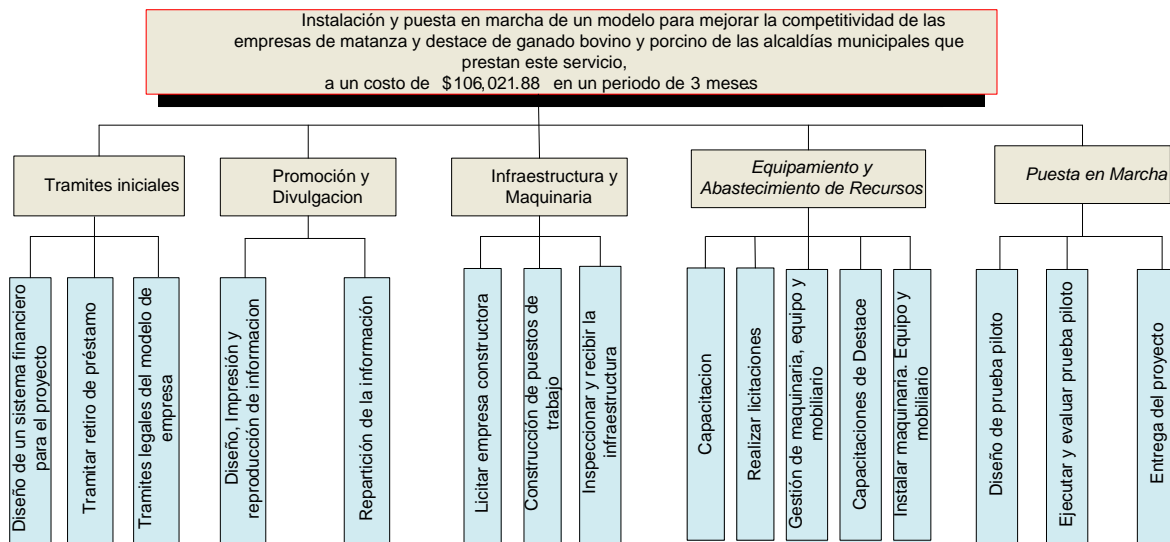 Instalación y puesta en marcha de un modelo para mejorar la competitividad de las
empresas de matanza y destace de ganado bovino y porcino de las alcaldías municipales que
prestan este servicio,
a un costo de $106,021.88 en un periodo de 3 meses
Tramites iniciales
Promoción y
Divulgacion
Infraestructura y
Maquinaria
Equipamiento y
Abastecimiento de Recursos
Puesta en Marcha
Diseño de un sistema financiero
para el proyecto
Tramitar retiro de préstamo
Tramites legales del modelo de
empresa
Diseño, Impresión y
reproducción de informacion
Repartición de la información
Licitar empresa constructora
Construcción de puestos de
trabajo
Inspeccionar y recibir la
infraestructura
Capacitacion
Realizar licitaciones
Gestión de maquinaria, equipo y
mobiliario
Capacitaciones de Destace
Instalar maquinaria. Equipo y
mobiliario
Diseño de prueba piloto
Ejecutar y evaluar prueba piloto
Entrega del proyecto